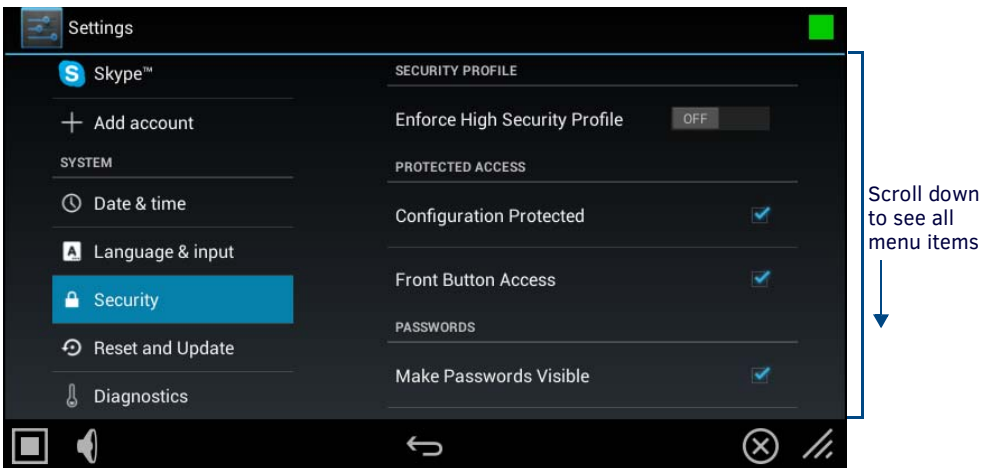 Settings
Skype™
Add account
SYSTEM
Date & time
A
Language & input
Security
Reset and Update
Diagnostics
SECURITY PROFILE
Enforce High Security Profile
OFF
PROTECTED ACCESS
Configuration Protected
Front Button Access
PASSWORDS
Make Passwords Visible
Scroll down
to see all
menu items